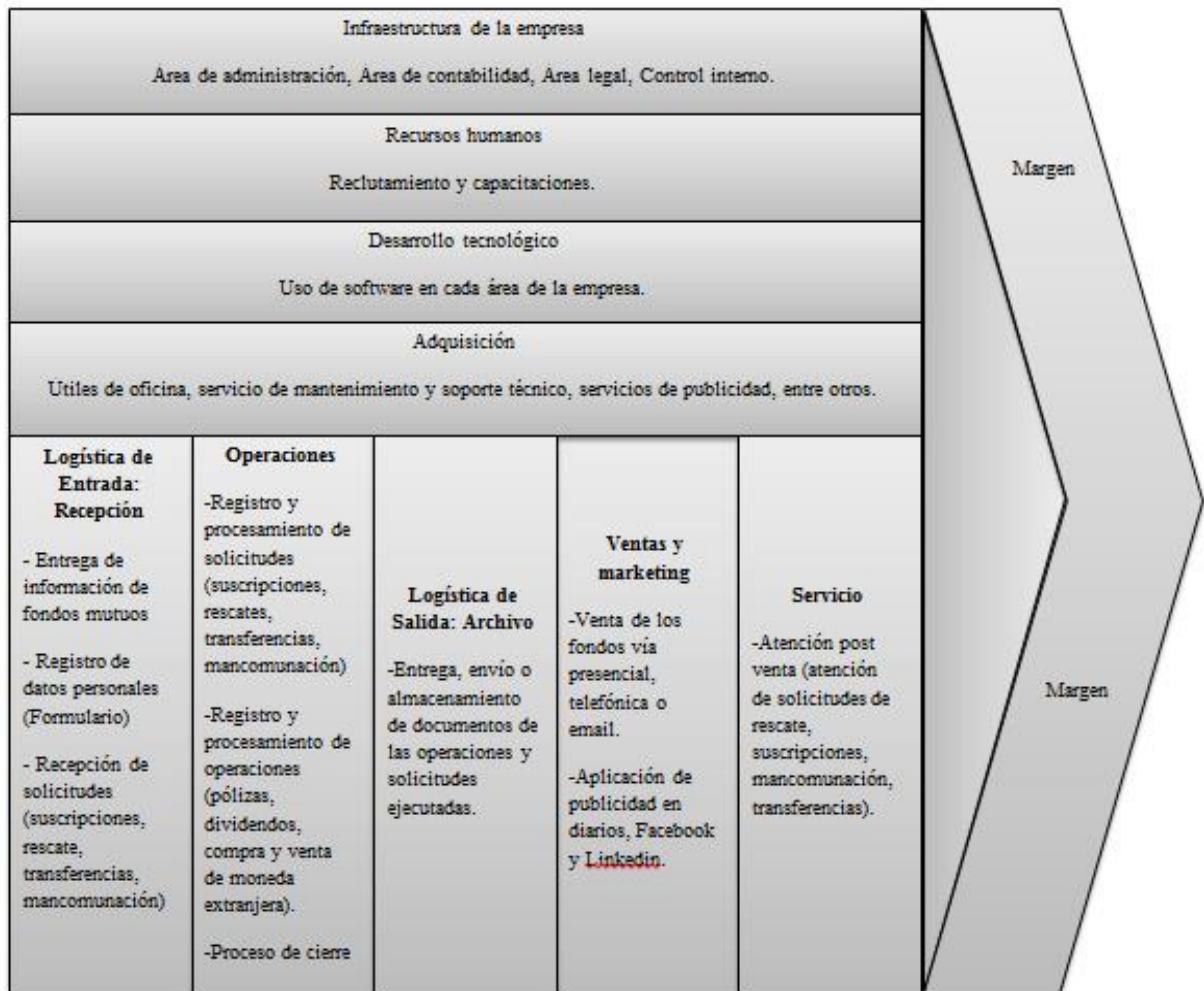 Infraestructura de la empresa
Area de administración, Area de contabilidad, Area legal, Control interno.
Recursos humanos
Reclutamiento y capacitaciones.
Desarrollo tecnológico
Uso de software en cada área de la empresa.
Adquisición
Utiles de oficina, servicio de mantenimiento y soporte técnico, servicios de publicidad, entre otros.
Logística de
Entrada:
Recepción
- Entrega de
información de
fondos mutuos
- Registro de
datos personales
(Formulario)
- Recepción de
solicitudes
(suscripciones,
rescate,
transferencias,
mancomunación)
Operaciones
-Registro y
procesamiento de
solicitudes
(suscripciones,
rescates,
transferencias,
mancomunación)
-Registro y
procesamiento de
operaciones
(pólizas,
dividendos,
compra y venta
de moneda
extranjera).
-Proceso de cierre
Logística de
Salida: Archivo
-Entrega, envío o
almacenamiento
de documentos de
las operaciones y
solicitudes
ejecutadas.
Ventas y
marketing
-Venta de los
fondos vía
presencial,
telefónica o
email.
-Aplicación de
publicidad en
diarios, Facebook
y Linkedin.
Servicio
-Atención post
venta (atención
de solicitudes de
rescate,
suscripciones,
mancomunación,
transferencias).
Margen
Margen